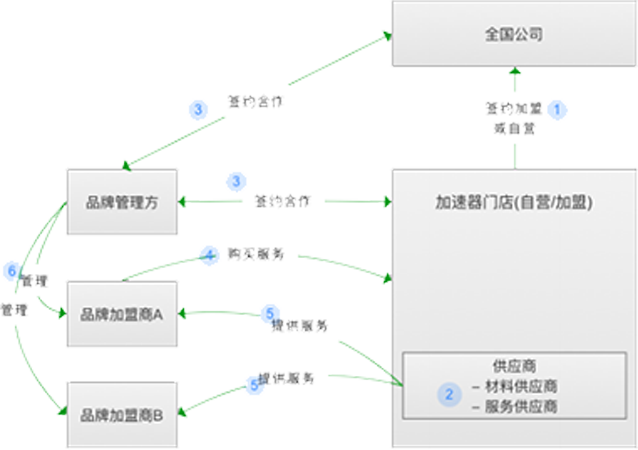 全国公司
3
签约合作
签约加盟
或自营
1
品牌管理方
3
签约合作
加速器门店(自营/加盟)
4
购买服务
6
管理
管理
品牌加盟商A
5
提供服务
供应商
2
– 材料供应商
– 服务供应商
5
提供服务
品牌加盟商B